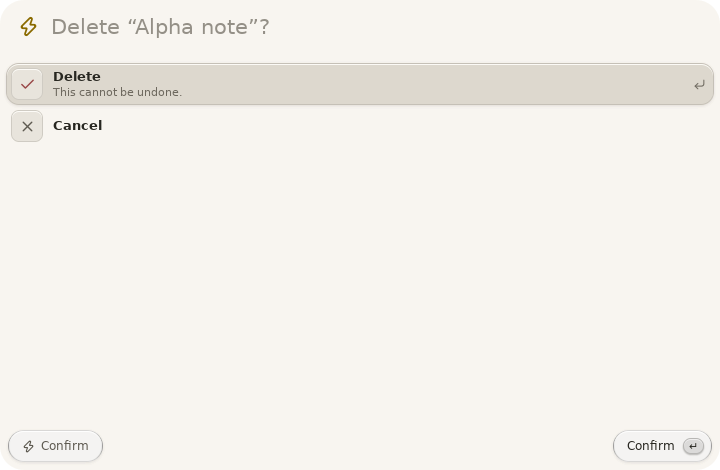 Delete “Alpha note”?
Delete
This cannot be undone.
Cancel
Confirm
Confirm